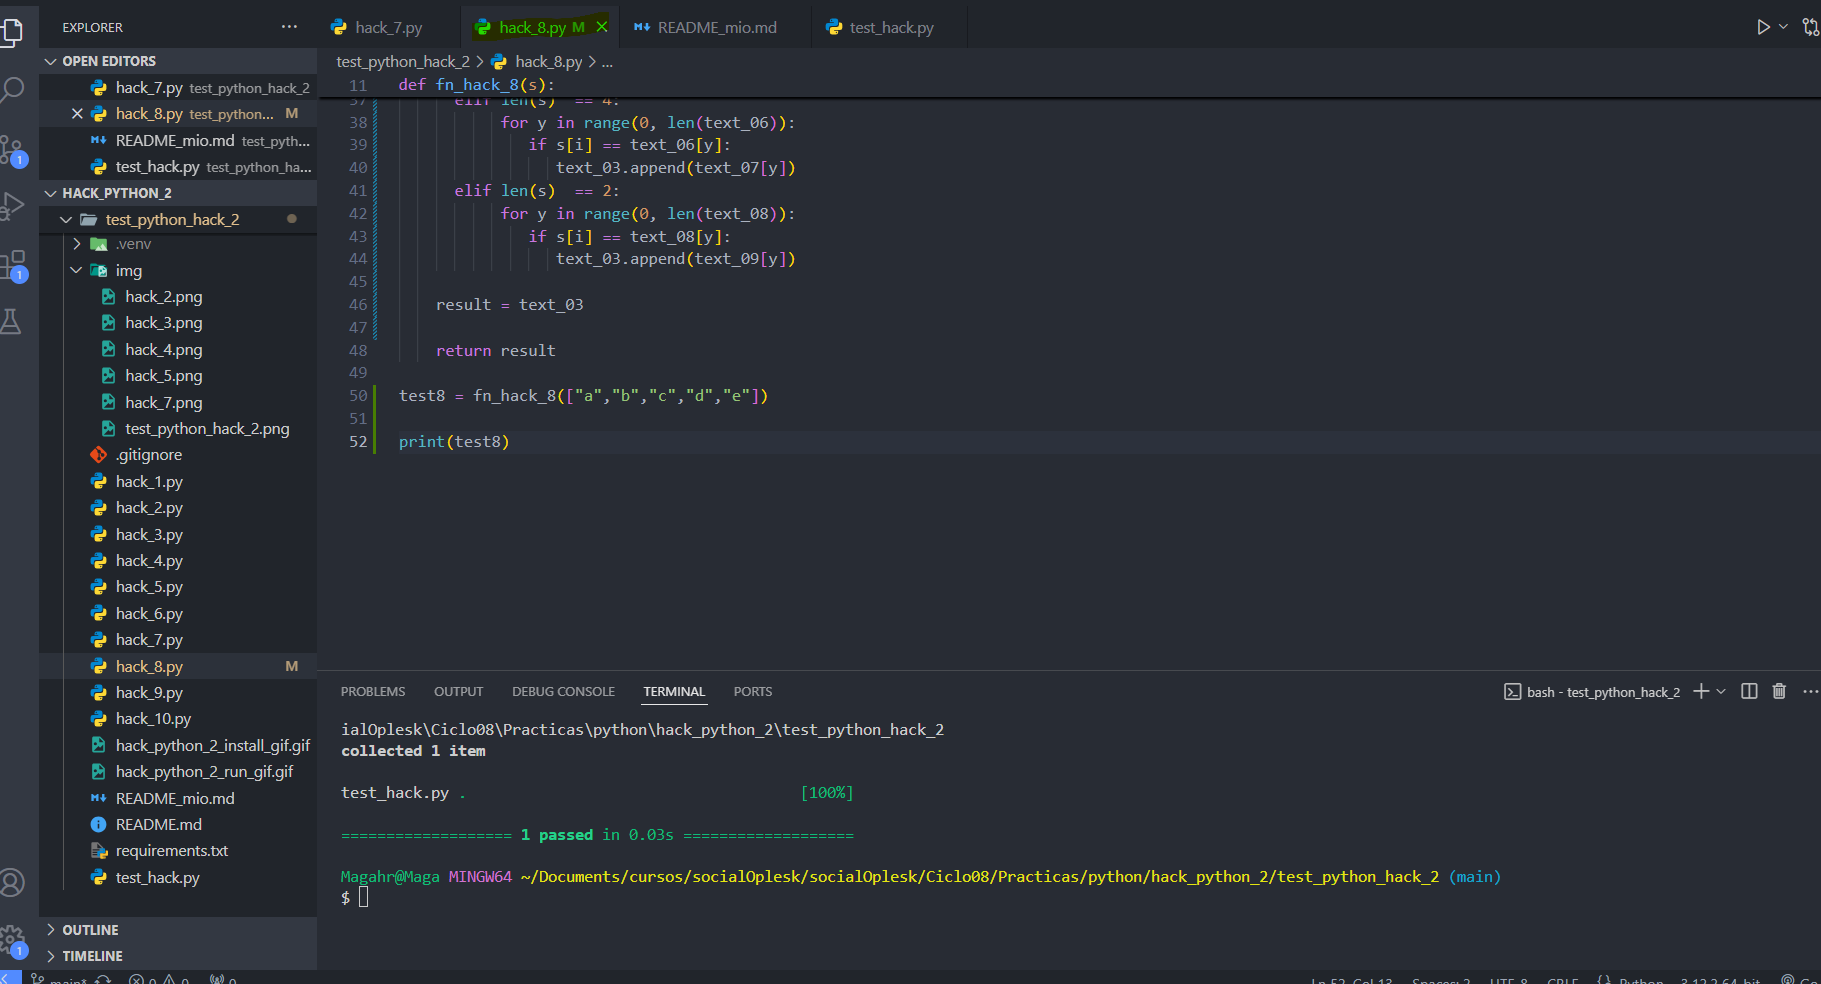 EXPLORER
OPEN EDITORS
hack_7.py test_python_hack_2
hack_8.py test_python... M
README_mio.md test_pyth...
test_hack.py test_python_ha...
HACK_PYTHON_2
test_python_hack_2
.venv
img
hack_2.png
hack_3.png
hack_4.png
hack_5.png
hack_7.png
test_python_hack_2.png
.gitignore
hack_1.py
hack_2.py
hack_3.py
hack_4.py
hack_5.py
hack_6.py
hack_7.py
hack_8.py M
hack_9.py
hack_10.py
hack_python_2_install_gif.gif
hack_python_2_run_gif.gif
README_mio.md
README.md
requirements.txt
test_hack.py
OUTLINE
TIMELINE
1
1
1
hack_7.py hack_8.py M README_mio.md test_hack.py
test_python_hack_2 > hack_8.py > ...
11 def fn_hack_8(s):
37 elif len(s) == 4:
38 for y in range(0, len(text_06)):
39 if s[i] == text_06[y]:
40 text_03.append(text_07[y])
41 elif len(s) == 2:
42 for y in range(0, len(text_08)):
43 if s[i] == text_08[y]:
44 text_03.append(text_09[y])
45
46 result = text_03
47
48 return result
49
50 test8 = fn_hack_8(["a","b","c","d","e"])
51
52 print(test8)
PROBLEMS OUTPUT DEBUG CONSOLE TERMINAL PORTS
bash - test_python_hack_2
ialOplesk\Ciclo08\Practicas\python\hack_python_2\test_python_hack_2
collected 1 item
test_hack.py . [100%]
=================== 1 passed in 0.03s ===================
Magahr@Maga MINGW64 ~/Documents/cursos/socialOplesk/socialOplesk/Ciclo08/Practicas/python/hack_python_2/test_python_hack_2 (main)
$
main* 0 0 0 Ln 52, Col 13 Spaces: 2 UTF-8 CRLF Python 3.12.2 64-bit Go